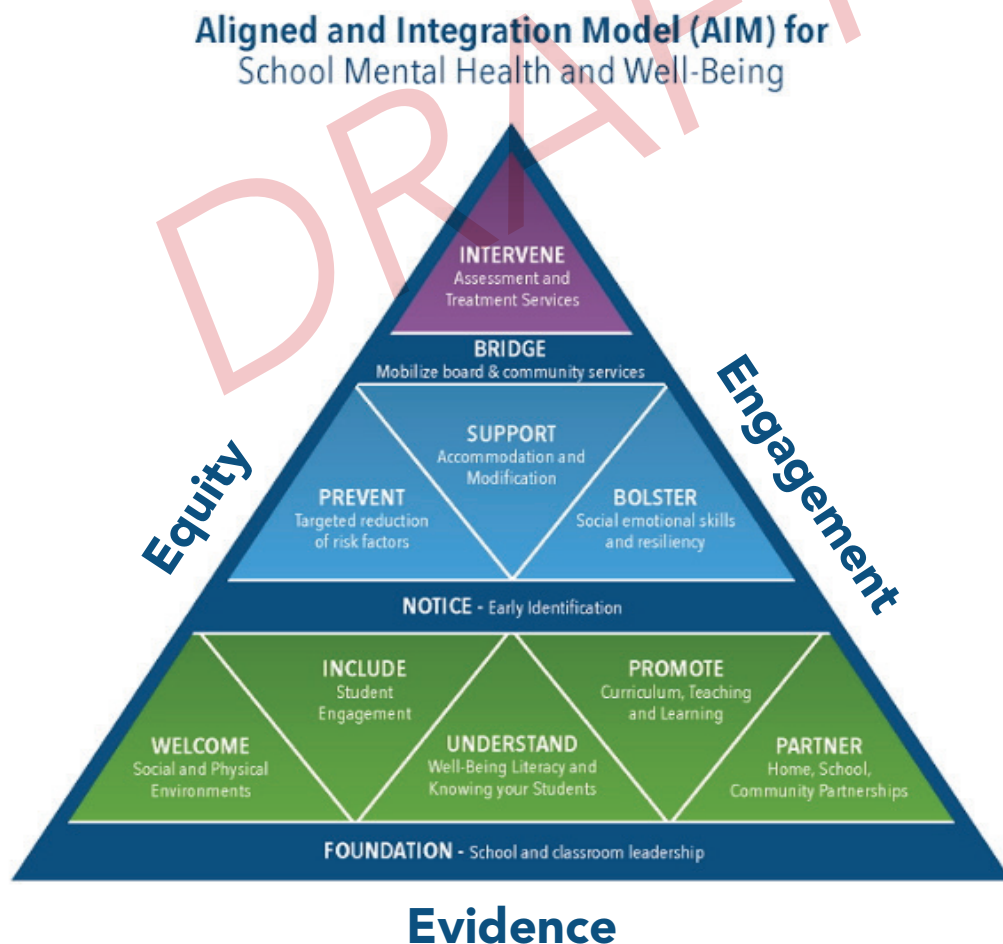 Aligned and Integration Model (AIM) for
School Mental Health and Well-Being
DRAFT
INTERVENE
Assessment and
Treatment Services
BRIDGE
Mobilize board & community services
SUPPORT
Accommodation and
Modification
PREVENT
Targeted reduction
of risk factors
BOLSTER
Social emotional skills
and resiliency
Equity
Engagement
NOTICE - Early Identification
INCLUDE
Student
Engagement
PROMOTE
Curriculum, Teaching
and Learning
WELCOME
Social and Physical
Environments
UNDERSTAND
Well-Being Literacy and
Knowing your Students
PARTNER
Home, School,
Community Partnerships
FOUNDATION - School and classroom leadership
Evidence